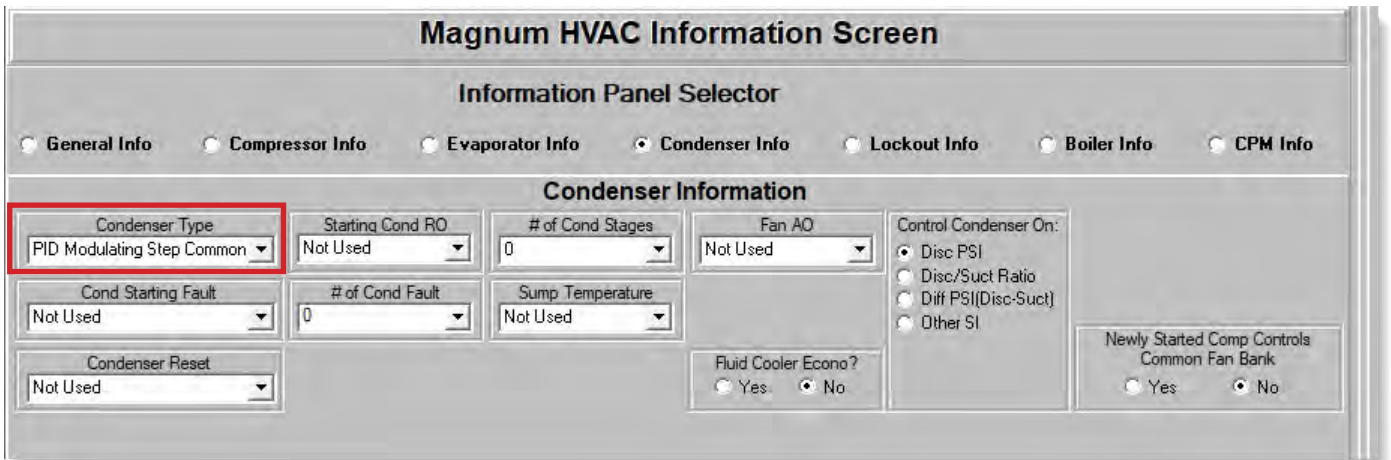 Magnum HVAC Information Screen
Information Panel Selector
General Info Compressor Info Evaporator Info Condenser Info Lockout Info Boiler Info CPM Info
Condenser Information
Condenser Type Starting Cond RO # of Cond Stages Fan AO Control Condenser On:
PID Modulating Step Common Not Used 0 Not Used Disc PSI
Disc/Suct Ratio
Cond Starting Fault # of Cond Fault Sump Temperature Diff PSI(Disc-Suct)
Not Used 0 Not Used Other SI
Newly Started Comp Controls
Condenser Reset Fluid Cooler Econo? Common Fan Bank
Not Used Yes No Yes No